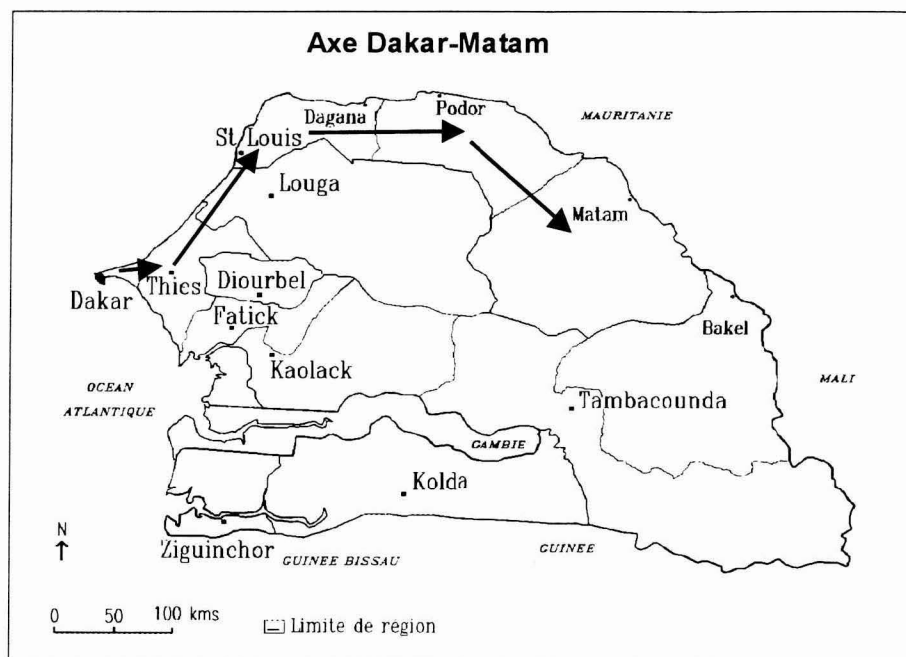 Axe Dakar-Matam
Podor
Dagana
MAURITANIE
St Louis
Louga
Matam
Thies
Diourbel
Dakar
Fatick
Bakel
Kaolack
OCEAN
ATLANTIQUE
MALI
Tambacounda
GAMBIE
Kolda
N
Ziguinchor
GUINEE BISSAU
GUINEE
0 50 100 kms
Limite de région